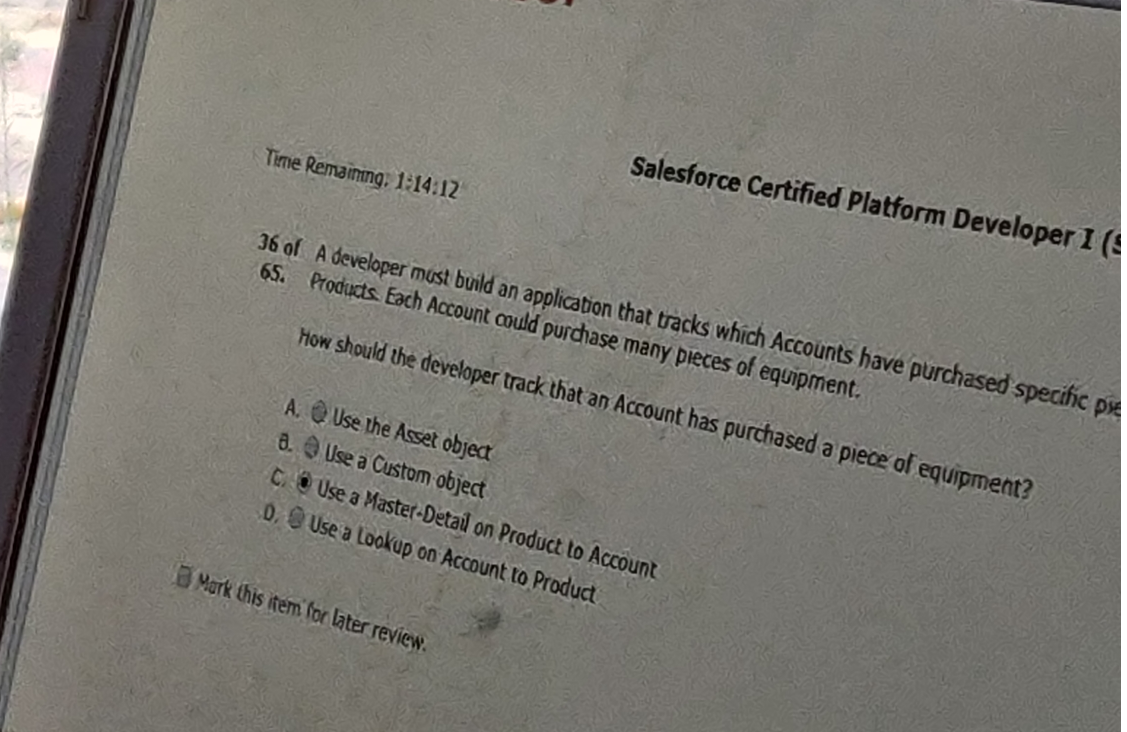 Time Remaining: 1:14:12
Salesforce Certified Platform Developer I (S
36 of A developer must build an application that tracks which Accounts have purchased specific pie
65. Products. Each Account could purchase many pieces of equipment.
How should the developer track that an Account has purchased a piece of equipment?
A. Use the Asset object
B. Use a Custom object
C. Use a Master-Detail on Product to Account
D. Use a Lookup on Account to Product
Mark this item for later review.